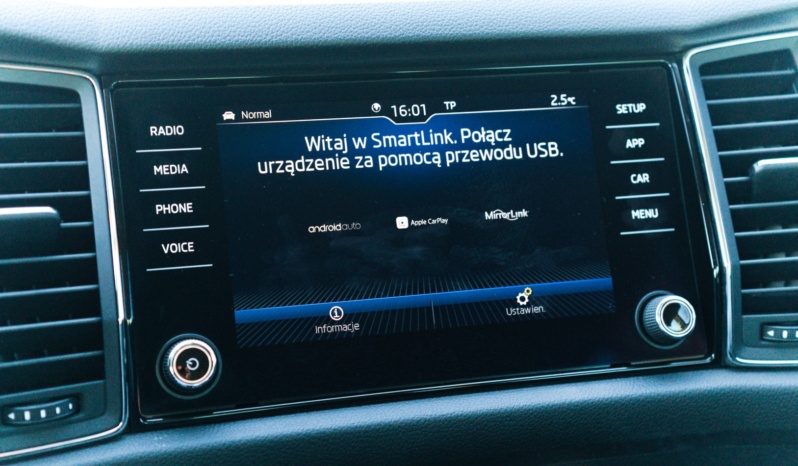 RADIO
MEDIA
PHONE
VOICE
Normal
16:01
TP
2.5°C
Witaj w SmartLink. Połącz
urządzenie za pomocą przewodu USB.
androidauto
Apple CarPlay
MirrorLink
Informacje
Ustawien.
SETUP
APP
CAR
MENU